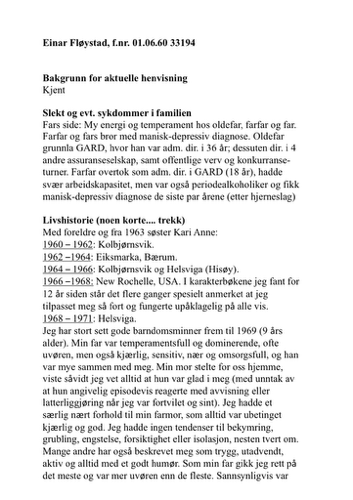 Einar Fløystad, f.nr. 01.06.60 33194
Bakgrunn for aktuelle henvisning
Kjent
Slekt og evt. sykdommer i familien
Fars side: My energi og temperament hos oldefar, farfar og far.
Farfar og fars bror med manisk-depressiv diagnose. Oldefar
grunnla GARD, hvor han var adm. dir. i 36 år; dessuten dir. i 4
andre assuranseselskap, samt offentlige verv og konkurranse-
turner. Farfar overtok som adm. dir. i GARD (18 år), hadde
svær arbeidskapasitet, men var også periodealkoholiker og fikk
manisk-depressiv diagnose de siste par årene (etter hjerneslag)
Livshistorie (noen korte.... trekk)
Med foreldre og fra 1963 søster Kari Anne:
1960 – 1962: Kolbjørnsvik.
1962 –1964: Eiksmarka, Bærum.
1964 – 1966: Kolbjørnsvik og Helsviga (Hisøy).
1966 –1968: New Rochelle, USA. I karakterbøkene jeg fant for
12 år siden står det flere ganger spesielt anmerket at jeg
tilpasset meg så fort og fungerte upåklagelig på alle vis.
1968 – 1971: Helsviga.
Jeg har stort sett gode barndomsminner frem til 1969 (9 års
alder). Min far var temperamentsfull og dominerende, ofte
uvøren, men også kjærlig, sensitiv, nær og omsorgsfull, og han
var mye sammen med meg. Min mor stelte for oss hjemme,
viste såvidt jeg vet alltid at hun var glad i meg (med unntak av
at hun angivelig episodevis reagerte med avvisning eller
latterliggjøring når jeg var fortvilet og sint). Jeg hadde et
særlig nært forhold til min farmor, som alltid var ubetinget
kjærlig og god. Jeg hadde ingen tendenser til bekymring,
grubling, engstelse, forsiktighet eller isolasjon, nesten tvert om.
Mange andre har også beskrevet meg som trygg, utadvendt,
aktiv og alltid med et godt humør. Som min far gikk jeg rett på
det meste og var mer uvøren enn de fleste. Sannsynligvis var